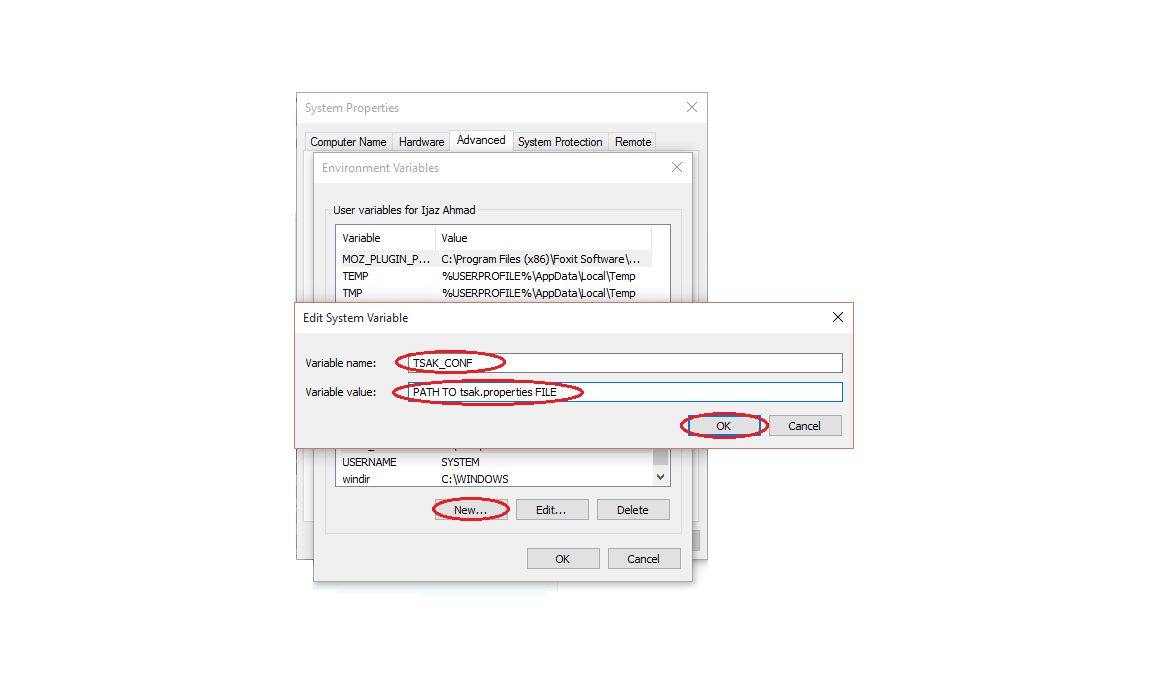 System Properties
Computer Name Hardware Advanced System Protection Remote
Environment Variables
User variables for Ijaz Ahmad
Variable Value
MOZ_PLUGIN_P... C:\Program Files (x86)\Foxit Software\...
TEMP %USERPROFILE%\AppData\Local\Temp
TMP %USERPROFILE%\AppData\Local\Temp
Edit System Variable
Variable name: TSAK_CONF
Variable value: PATH TO tsak.properties FILE
OK Cancel
USERNAME SYSTEM
windir C:\WINDOWS
New... Edit... Delete
OK Cancel